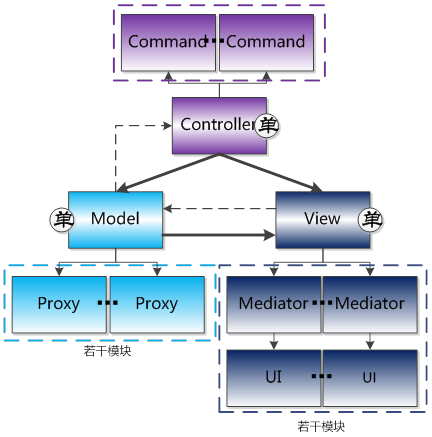 Command ... Command
Controller 单
单 Model
View 单
Proxy ... Proxy
Mediator ... Mediator
若干模块
UI ... UI
若干模块